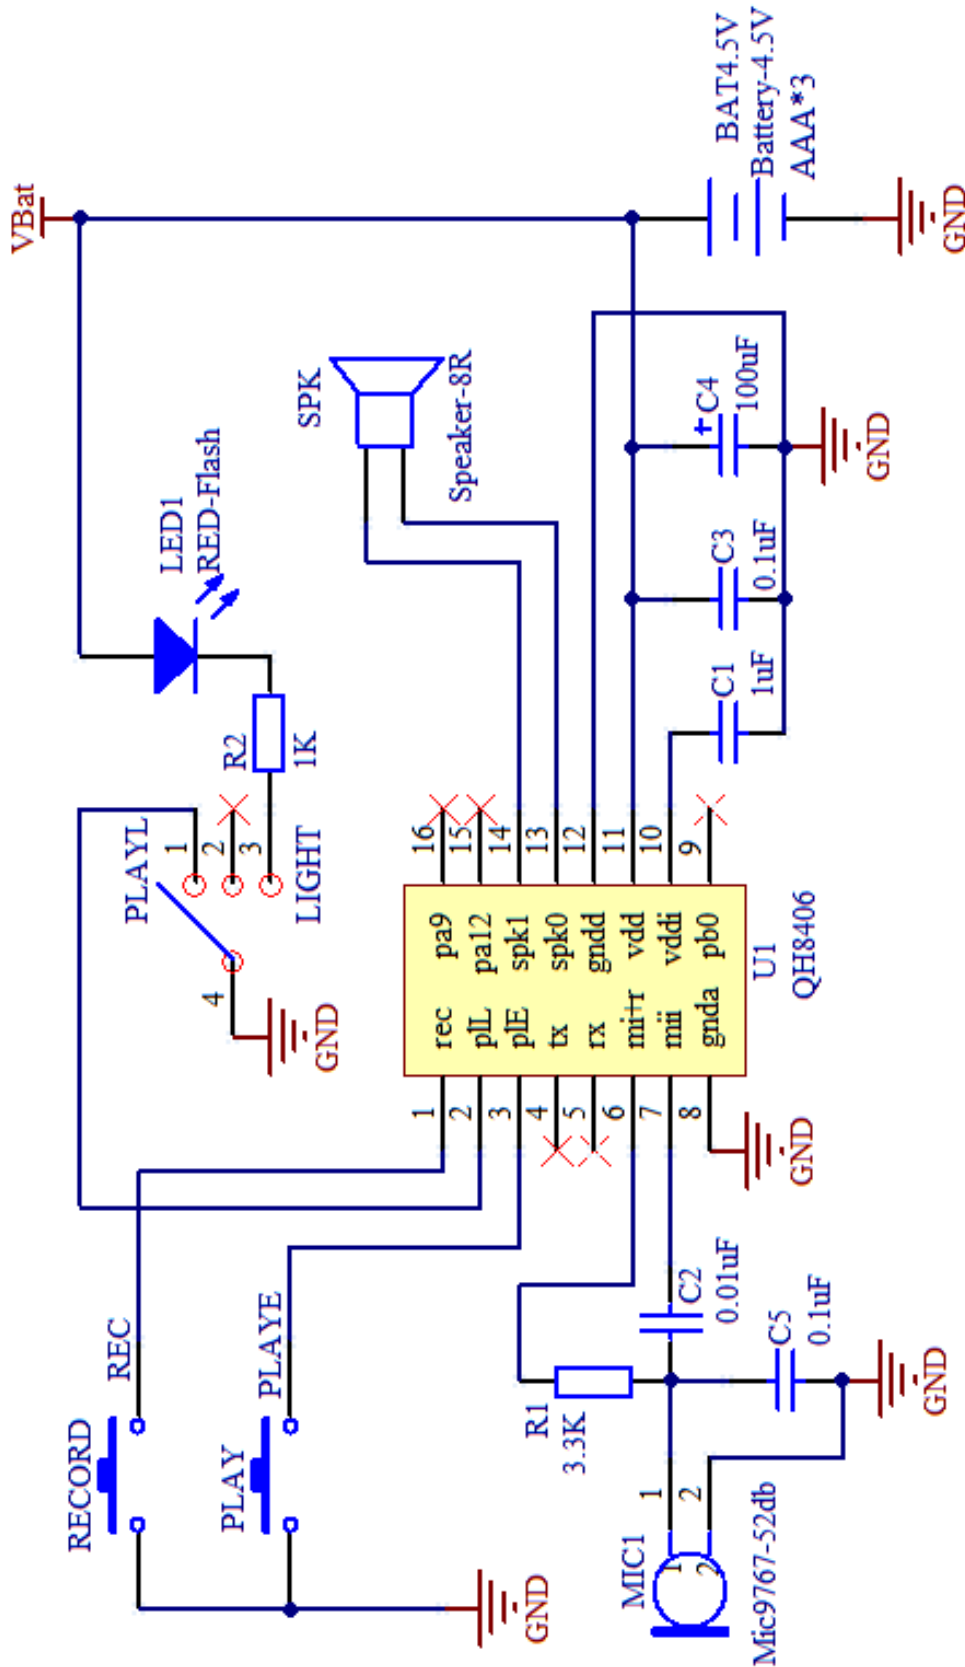 VBat
RECORD
REC
PLAY
PLAYE
GND
PLAYL
1
2
3
4
LIGHT
GND
R2
1K
LED1
RED-Flash
SPK
Speaker-8R
1 rec pa9 16
2 plL pa12 15
3 plE spk1 14
4 tx spk0 13
5 rx gndd 12
6 mi+r vdd 11
7 mii vddi 10
8 gnda pb0 9
U1
QH8406
GND
R1
3.3K
C2
0.01uF
C5
0.1uF
GND
MIC1
1
2
1
2
Mic9767-52db
C1
1uF
C3
0.1uF
+
C4
100uF
GND
BAT4.5V
Battery-4.5V
AAA*3
GND